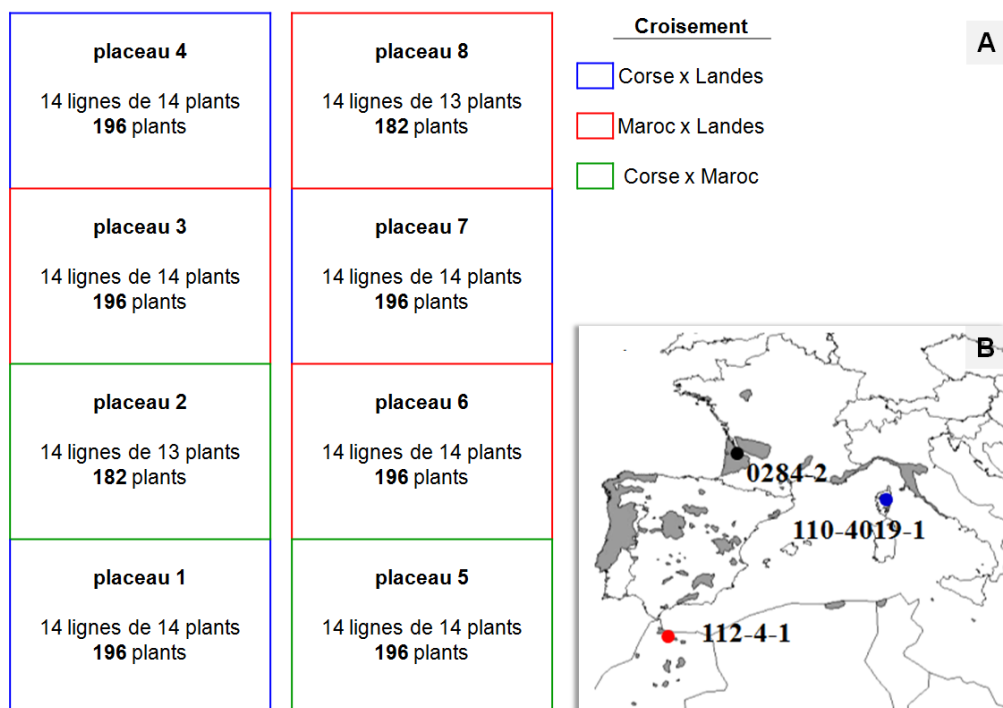 placeau 4
14 lignes de 14 plants
196 plants
placeau 8
14 lignes de 13 plants
182 plants
placeau 3
14 lignes de 14 plants
196 plants
placeau 7
14 lignes de 14 plants
196 plants
placeau 2
14 lignes de 13 plants
182 plants
placeau 6
14 lignes de 14 plants
196 plants
placeau 1
14 lignes de 14 plants
196 plants
placeau 5
14 lignes de 14 plants
196 plants
Croisement
Corse x Landes
Maroc x Landes
Corse x Maroc
A
B
0284-2
110-4019-1
112-4-1